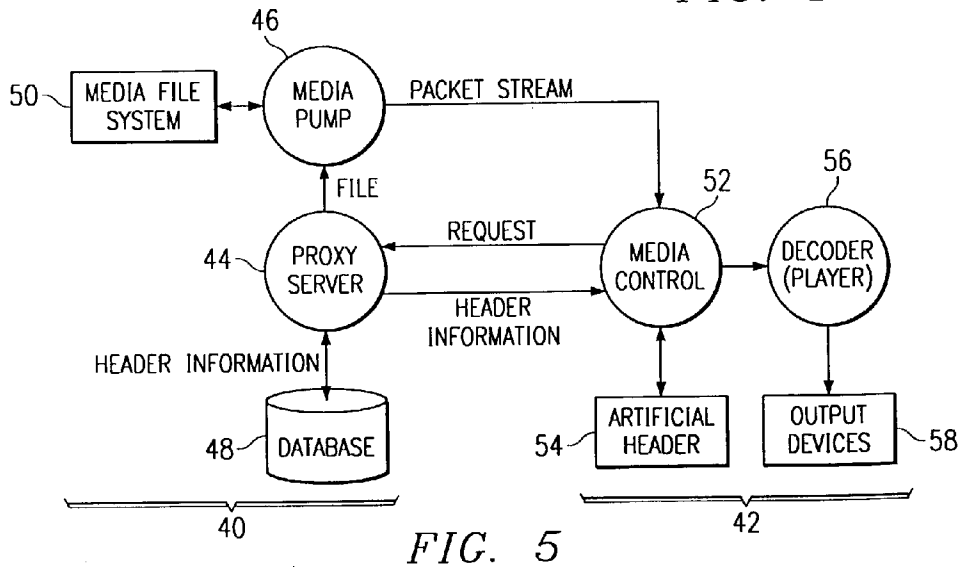 46
50
MEDIA FILE
SYSTEM
MEDIA
PUMP
PACKET STREAM
FILE
52
56
44
PROXY
SERVER
REQUEST
MEDIA
CONTROL
DECODER
(PLAYER)
HEADER
INFORMATION
HEADER INFORMATION
48
DATABASE
54
ARTIFICIAL
HEADER
OUTPUT
DEVICES
58
40
42
FIG. 5